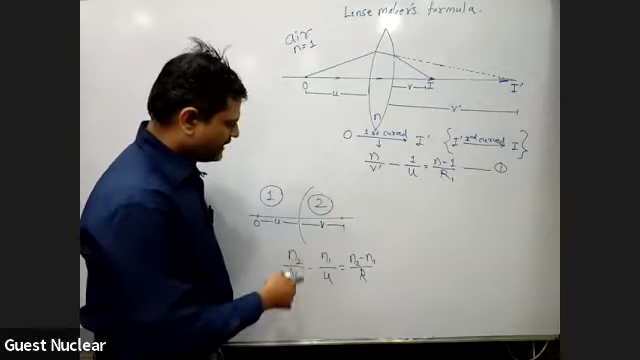 Lense maker's formula.
air
n=1
O u v I I'
v'
n
O 1st curved → I' { I' 2nd curved → I }
n/v' - 1/u = n-1/R₁ —— ①
① ②
O u v
n₂/v - n₁/u = n₂-n₁/R
Guest Nuclear